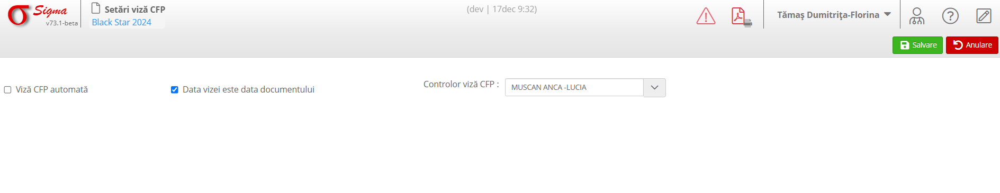 σ Sigma
v73.1-beta
Setări viză CFP
Black Star 2024
(dev | 17dec 9:32)
Tămaş Dumitriţa-Florina
Salvare
Anulare
Viză CFP automată
Data vizei este data documentului
Controlor viză CFP :
MUSCAN ANCA -LUCIA